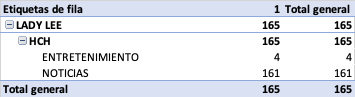 Etiquetas de fila 1 Total general
LADY LEE 165 165
HCH 165 165
ENTRETENIMIENTO 4 4
NOTICIAS 161 161
Total general 165 165